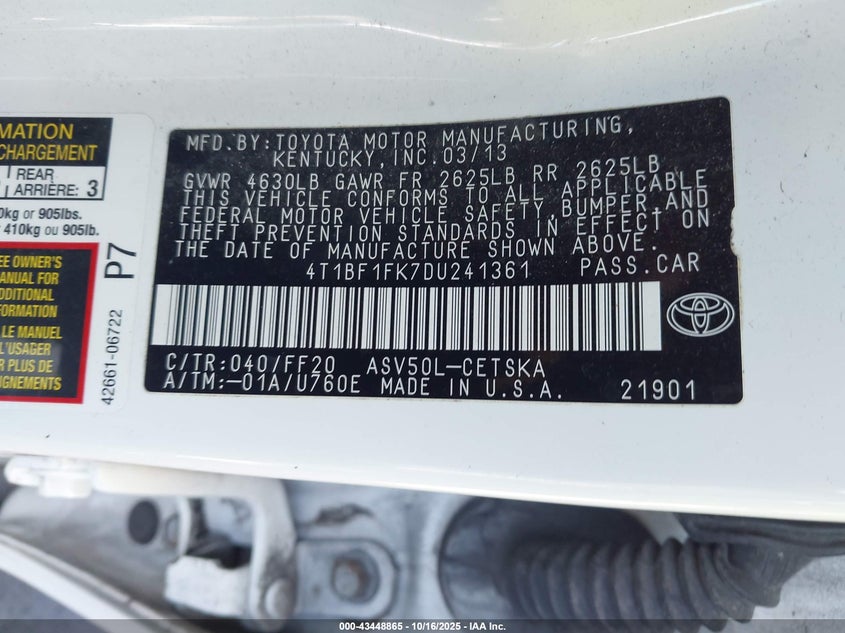 MATION
CHARGEMENT
REAR
ARRIÈRE: 3
0kg or 905lbs.
410kg ou 905lb.
EE OWNER'S
MANUAL FOR
ADDITIONAL
FORMATION
LE MANUEL
L'USAGER
R PLUS DE
EIGNEMENTS
P7
42661-06722
MFD.BY:TOYOTA MOTOR MANUFACTURING,
KENTUCKY,INC.03/13
GVWR 4630LB GAWR FR 2625LB RR 2625LB
THIS VEHICLE CONFORMS TO ALL APPLICABLE
FEDERAL MOTOR VEHICLE SAFETY,BUMPER,AND
THEFT PREVENTION STANDARDS IN EFFECT ON
THE DATE OF MANUFACTURE SHOWN ABOVE.
4T1BF1FK7DU241361 PASS.CAR
C/TR:040/FF20 ASV50L-CETSKA
A/TM:-01A/U760E MADE IN U.S.A. 21901
000-43448865 - 10/16/2025 - IAA Inc.